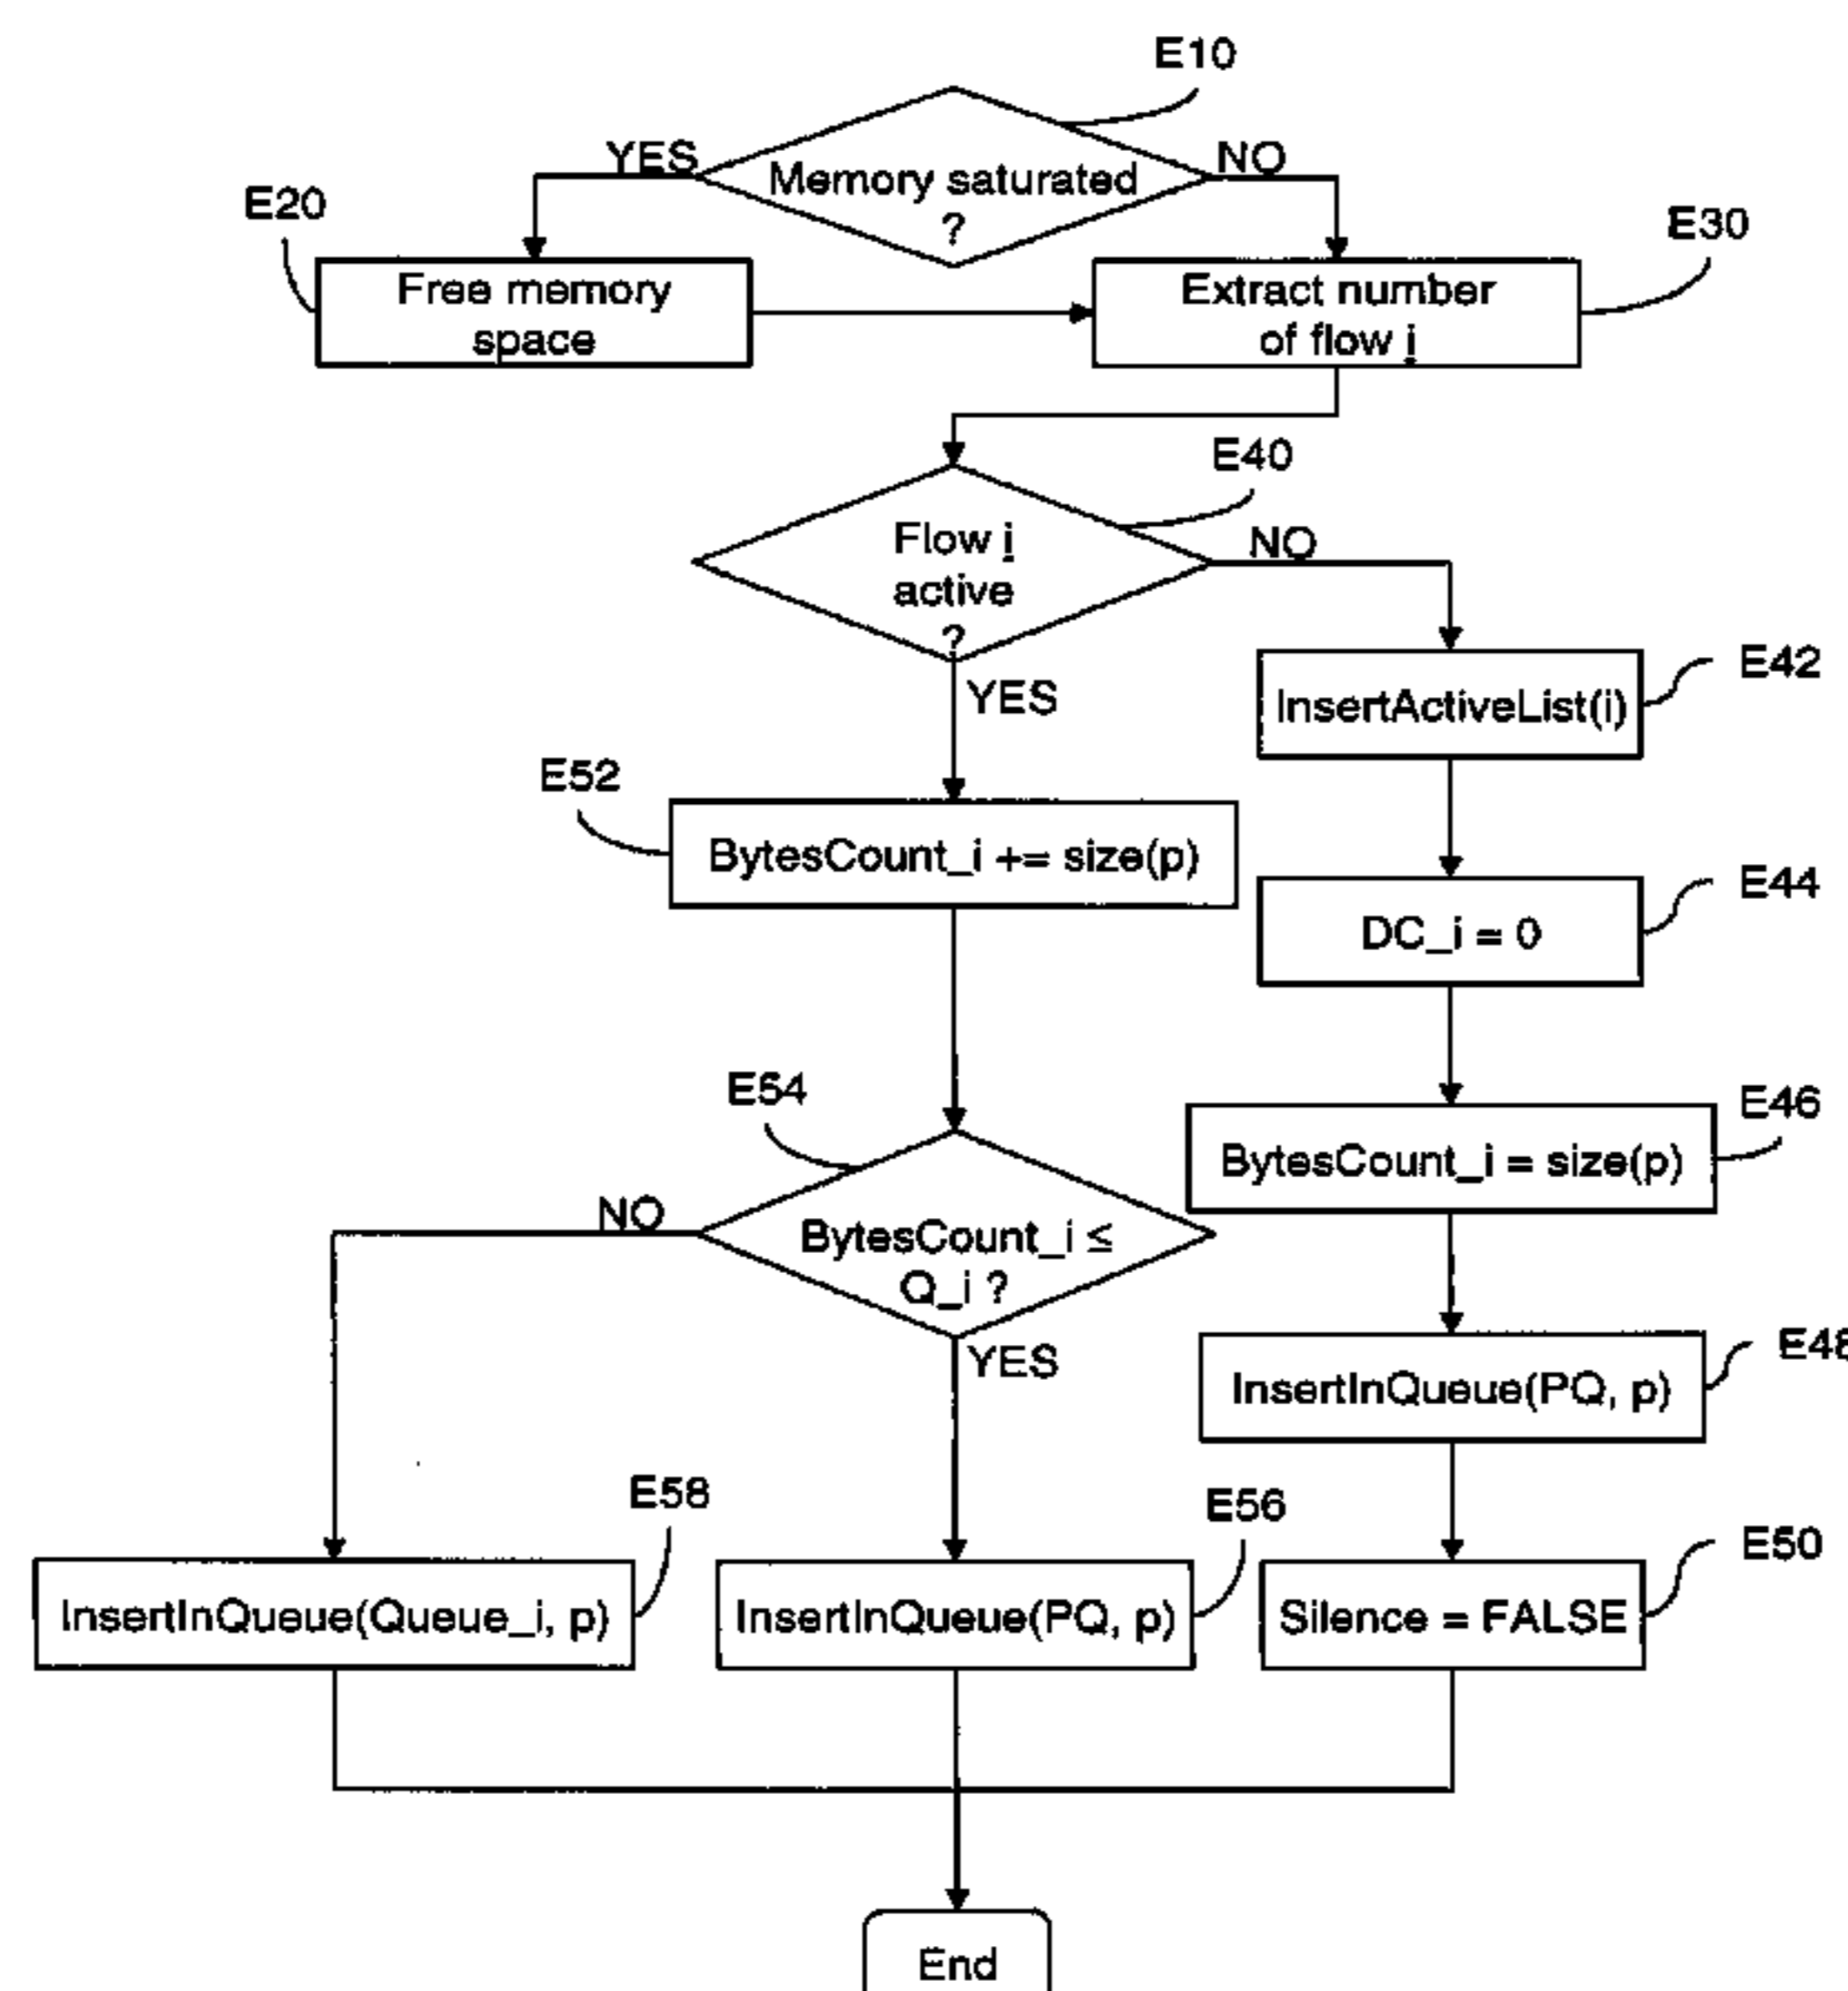 E10
YES
NO
Memory saturated
?
E20
E30
Free memory
space
Extract number
of flow i
E40
Flow i
active
?
NO
YES
E42
InsertActiveList(i)
E52
BytesCount_i += size(p)
E44
DC_i = 0
E54
E46
BytesCount_i = size(p)
NO
BytesCount_i ≤
Q_i ?
YES
E48
InsertInQueue(PQ, p)
E58
E56
E50
InsertInQueue(Queue_i, p)
InsertInQueue(PQ, p)
Silence = FALSE
End